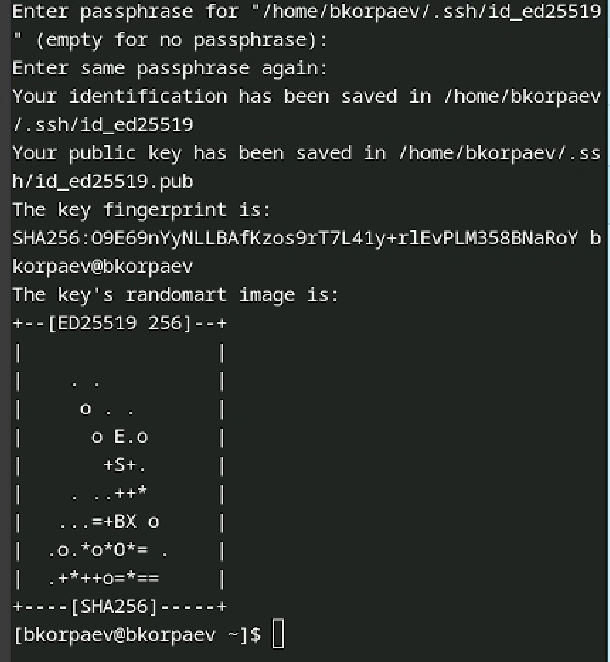 Enter passphrase for "/home/bkorpaev/.ssh/id_ed25519
" (empty for no passphrase):
Enter same passphrase again:
Your identification has been saved in /home/bkorpaev
/.ssh/id_ed25519
Your public key has been saved in /home/bkorpaev/.ss
h/id_ed25519.pub
The key fingerprint is:
SHA256:O9E69nYyNLLBAfKzos9rT7L41y+rlEvPLM358BNaRoY b
korpaev@bkorpaev
The key's randomart image is:
+--[ED25519 256]--+
|                 |
|    . .          |
|     o . .       |
|      o E.o      |
|       +S+.      |
|    . ..++*      |
|   ...=+BX o     |
|  .o.*o*O*= .    |
|  .+*++o=*==     |
+----[SHA256]-----+
[bkorpaev@bkorpaev ~]$